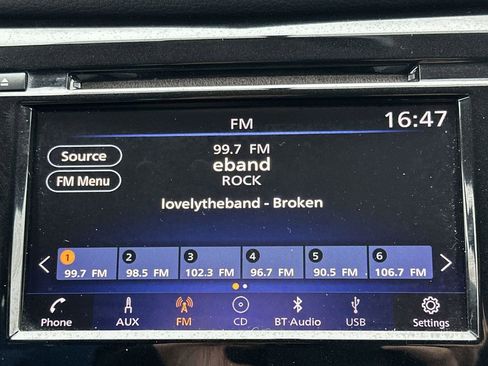 FM
16:47
Source
99.7 FM
eband
FM Menu
ROCK
lovelytheband - Broken
1 2 3 4 5 6
99.7 FM 98.5 FM 102.3 FM 96.7 FM 90.5 FM 106.7 FM
Phone AUX FM CD BT Audio USB Settings